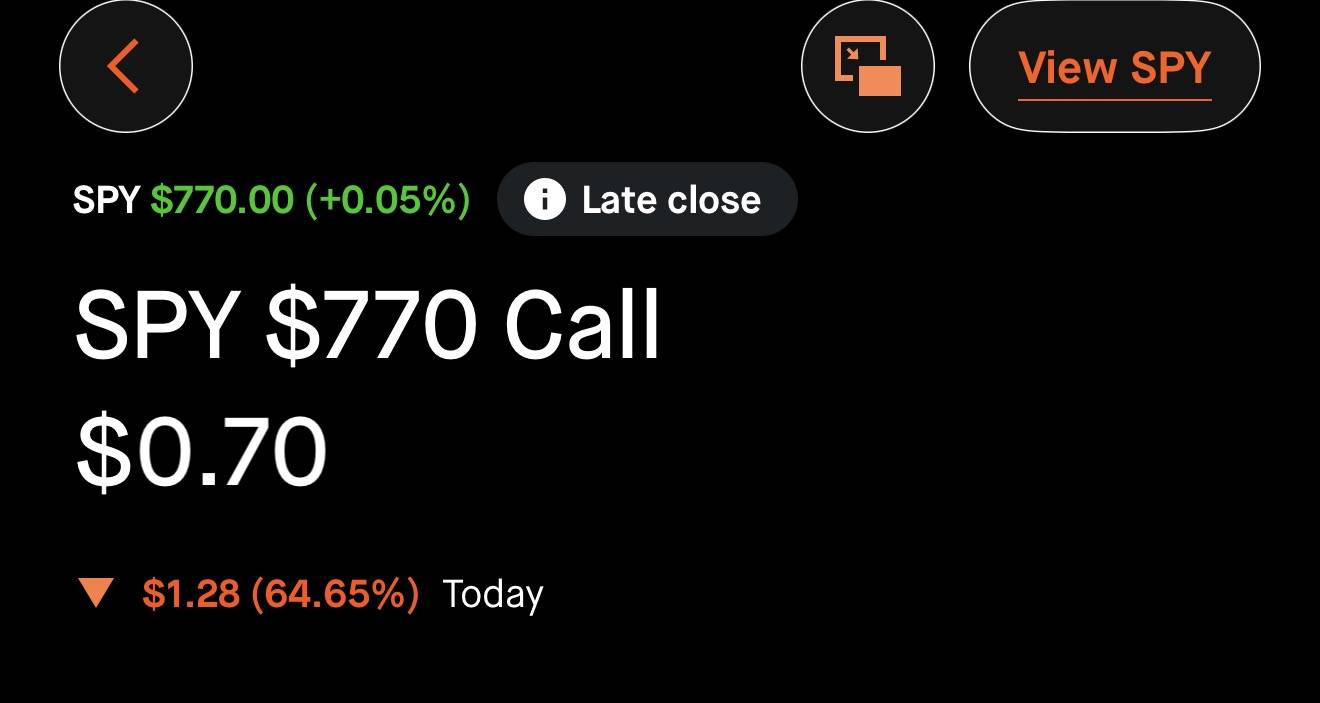 View SPY
SPY $770.00 (+0.05%) Late close
SPY $770 Call
$0.70
$1.28 (64.65%) Today